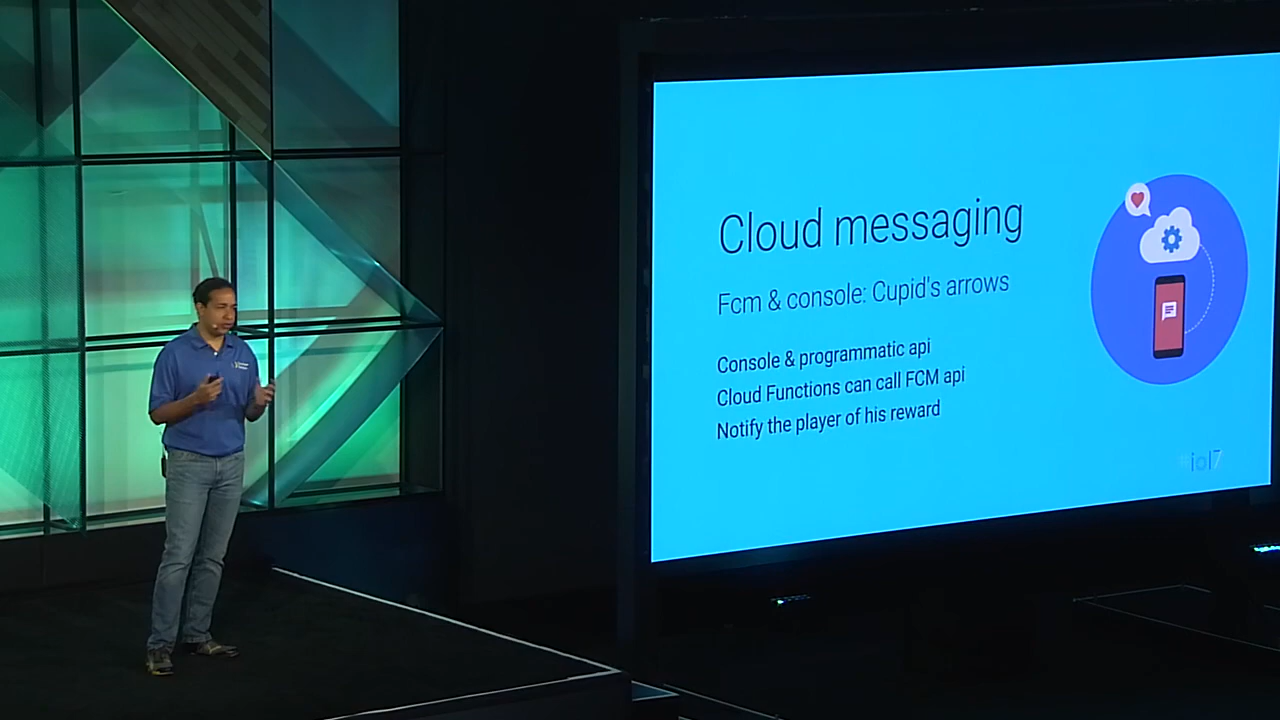 Cloud messaging
Fcm & console: Cupid's arrows
Console & programmatic api
Cloud Functions can call FCM api
Notify the player of his reward
#io17